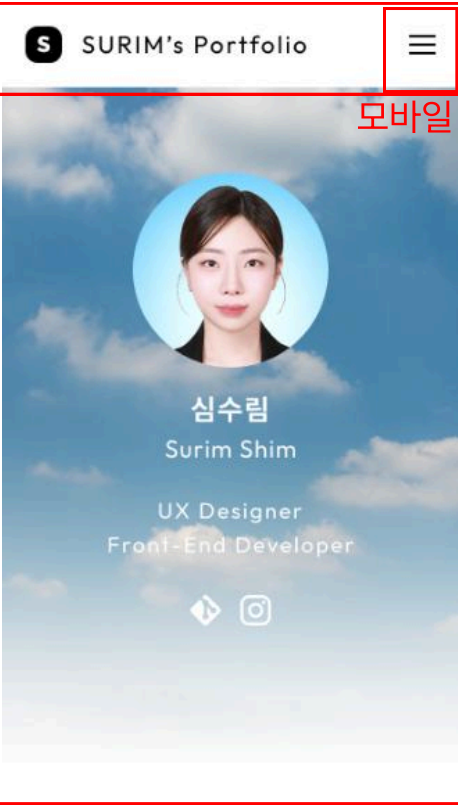 S SURIM's Portfolio
모바일
심수림
Surim Shim
UX Designer
Front-End Developer